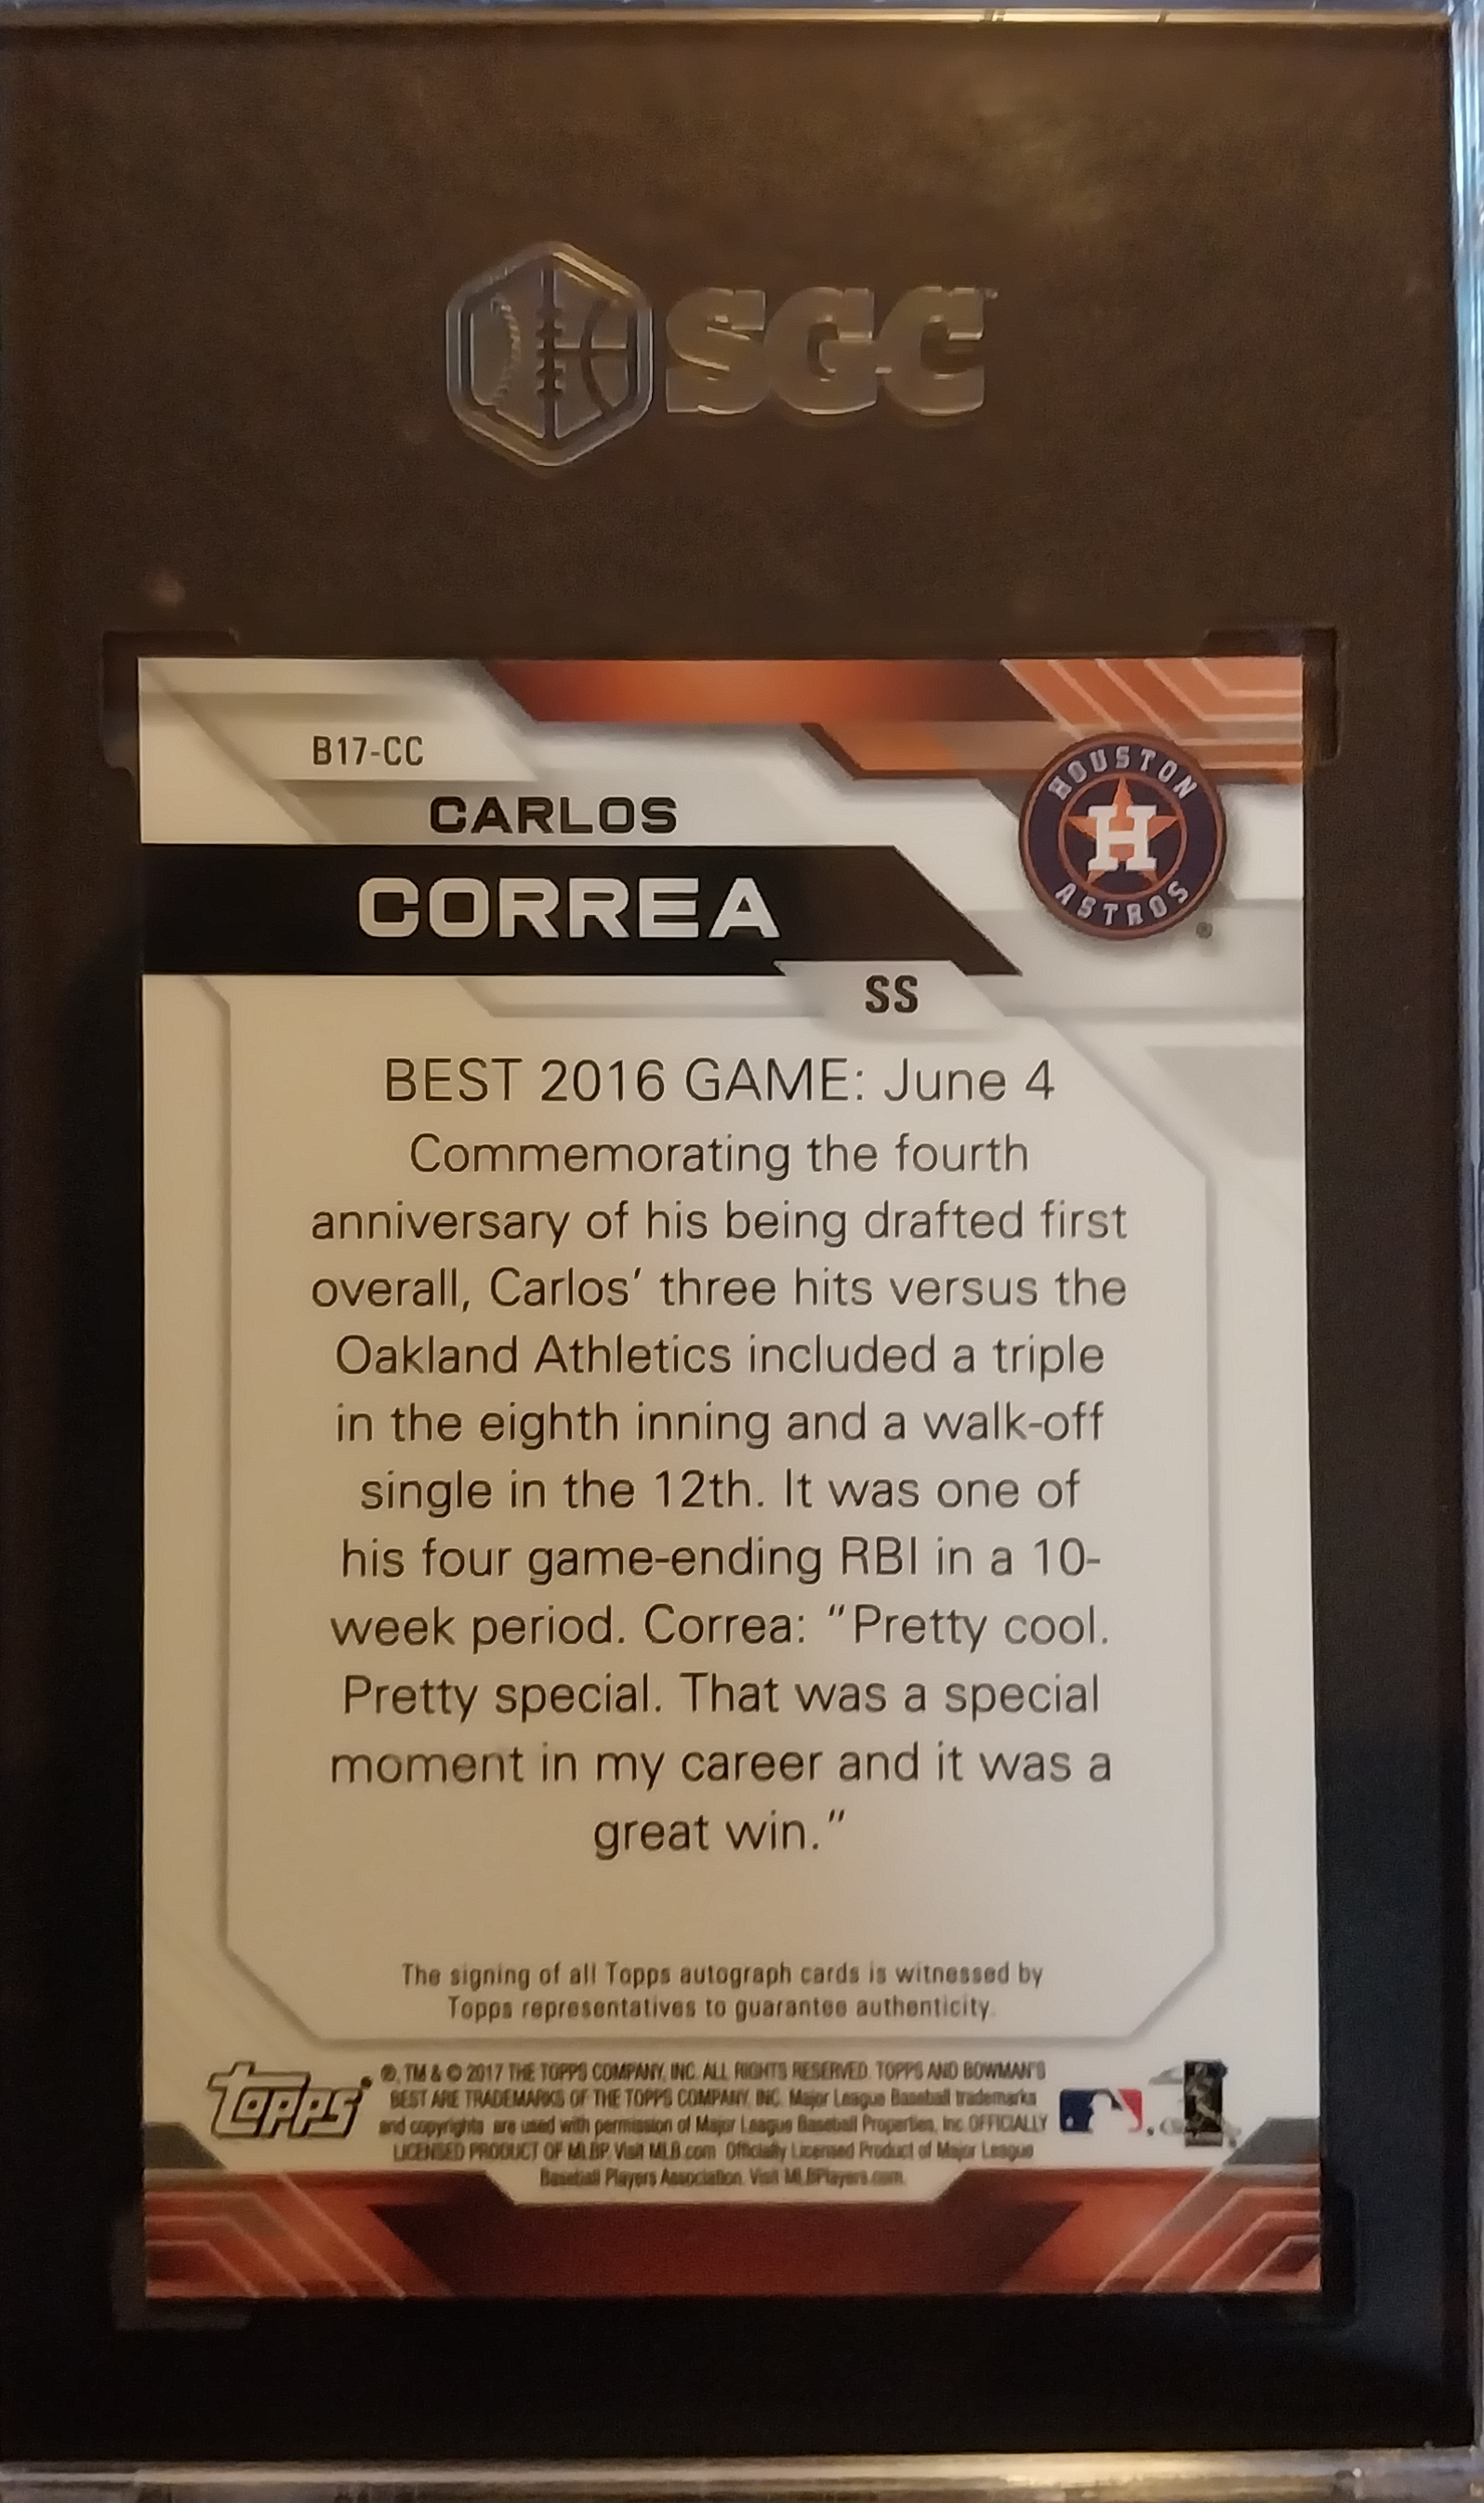 SGC
B17-CC
CARLOS
HOUSTON
ASTROS
®
CORREA
SS
BEST 2016 GAME: June 4
Commemorating the fourth
anniversary of his being drafted first
overall, Carlos’ three hits versus the
Oakland Athletics included a triple
in the eighth inning and a walk-off
single in the 12th. It was one of
his four game-ending RBI in a 10-
week period. Correa: “Pretty cool.
Pretty special. That was a special
moment in my career and it was a
great win.”
The signing of all Topps autograph cards is witnessed by
Topps representatives to guarantee authenticity.
TOPPS
®, TM & © 2017 THE TOPPS COMPANY, INC. ALL RIGHTS RESERVED. TOPPS AND BOWMAN'S
BEST ARE TRADEMARKS OF THE TOPPS COMPANY, INC. Major League Baseball trademarks
and copyrights are used with permission of Major League Baseball Properties, Inc. OFFICIALLY
LICENSED PRODUCT OF MLBP. Visit MLB.com Officially Licensed Product of Major League
Baseball Players Association. Visit MLBPlayers.com.